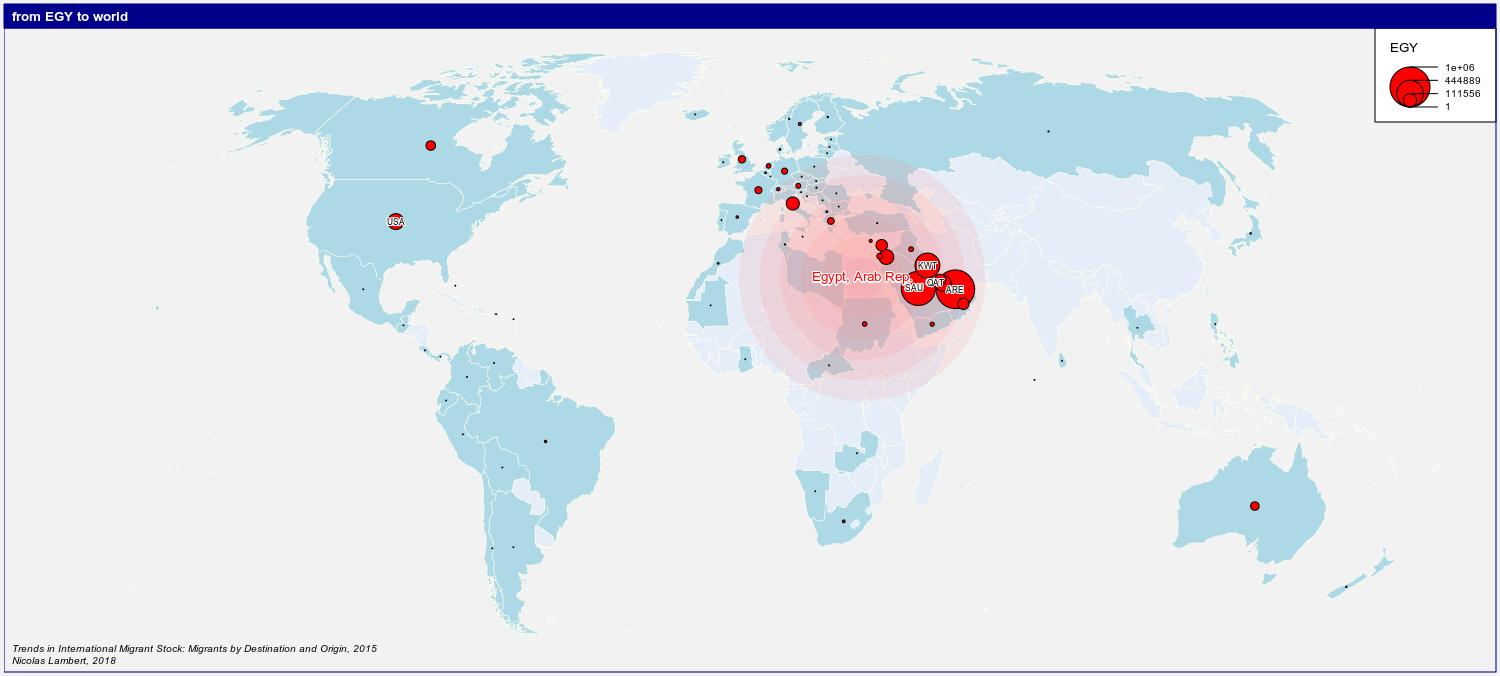 from EGY to world
EGY
1e+06
444889
111556
1
USA
KWT
Egypt, Arab Rep.
SAU
QAT
ARE
Trends in International Migrant Stock: Migrants by Destination and Origin, 2015
Nicolas Lambert, 2018